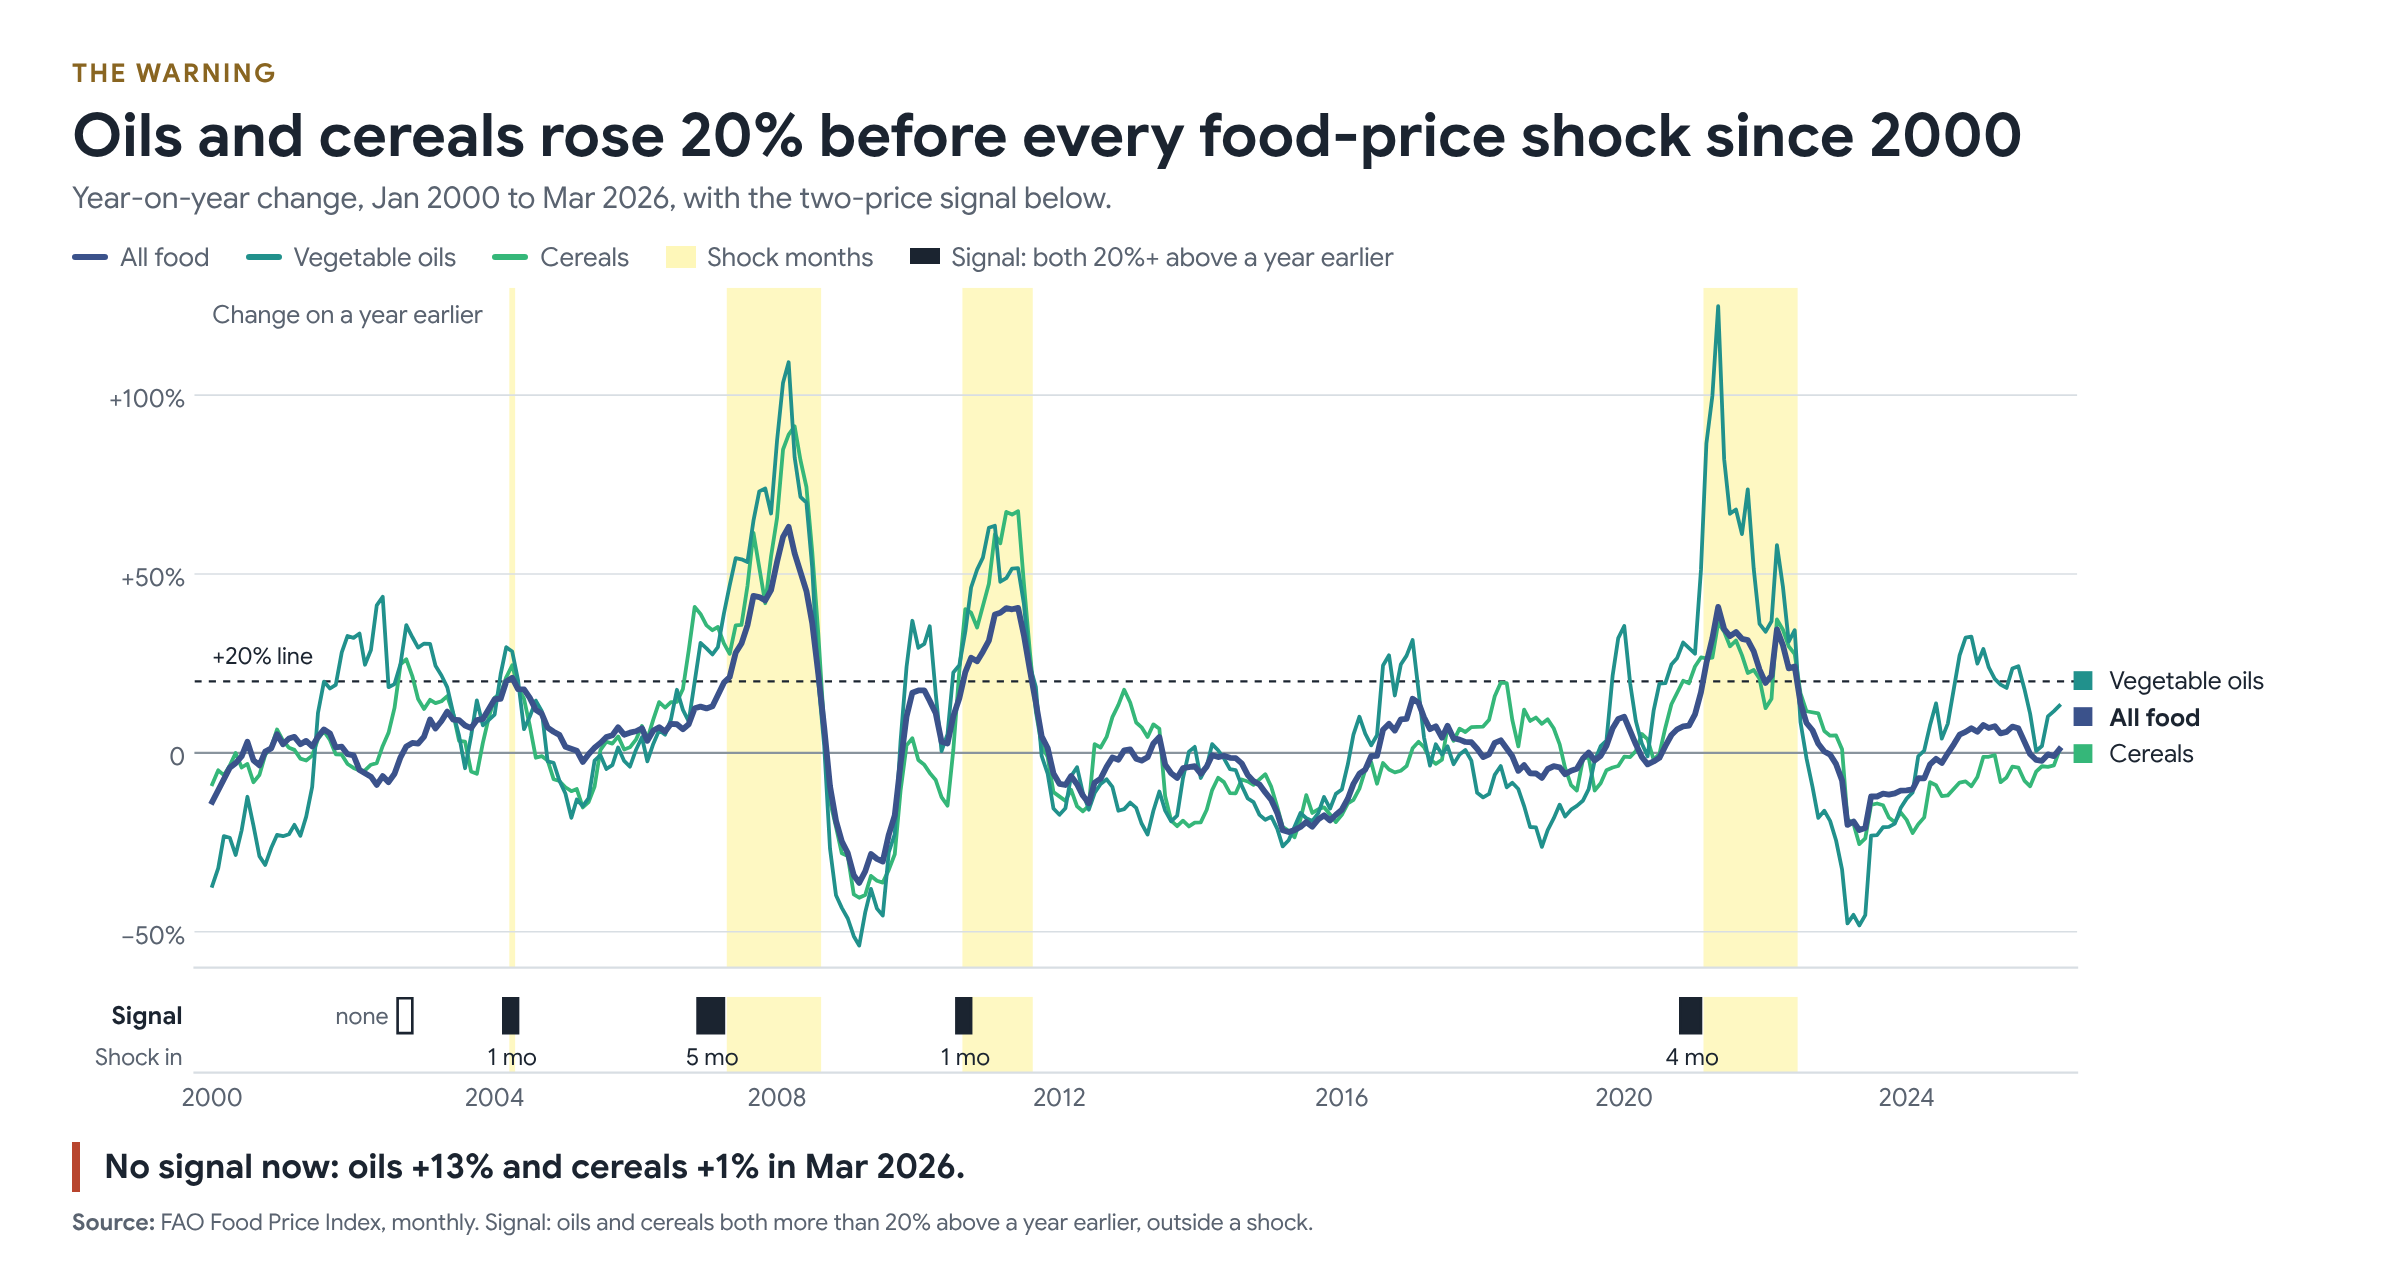 THE WARNING
Oils and cereals rose 20% before every food-price shock since 2000
Year-on-year change, Jan 2000 to Mar 2026, with the two-price signal below.
All food Vegetable oils Cereals Shock months Signal: both 20%+ above a year earlier
Change on a year earlier
+100%
+50%
+20% line
0
−50%
Vegetable oils
All food
Cereals
Signal none
Shock in 1 mo 5 mo 1 mo 4 mo
2000 2004 2008 2012 2016 2020 2024
No signal now: oils +13% and cereals +1% in Mar 2026.
Source: FAO Food Price Index, monthly. Signal: oils and cereals both more than 20% above a year earlier, outside a shock.